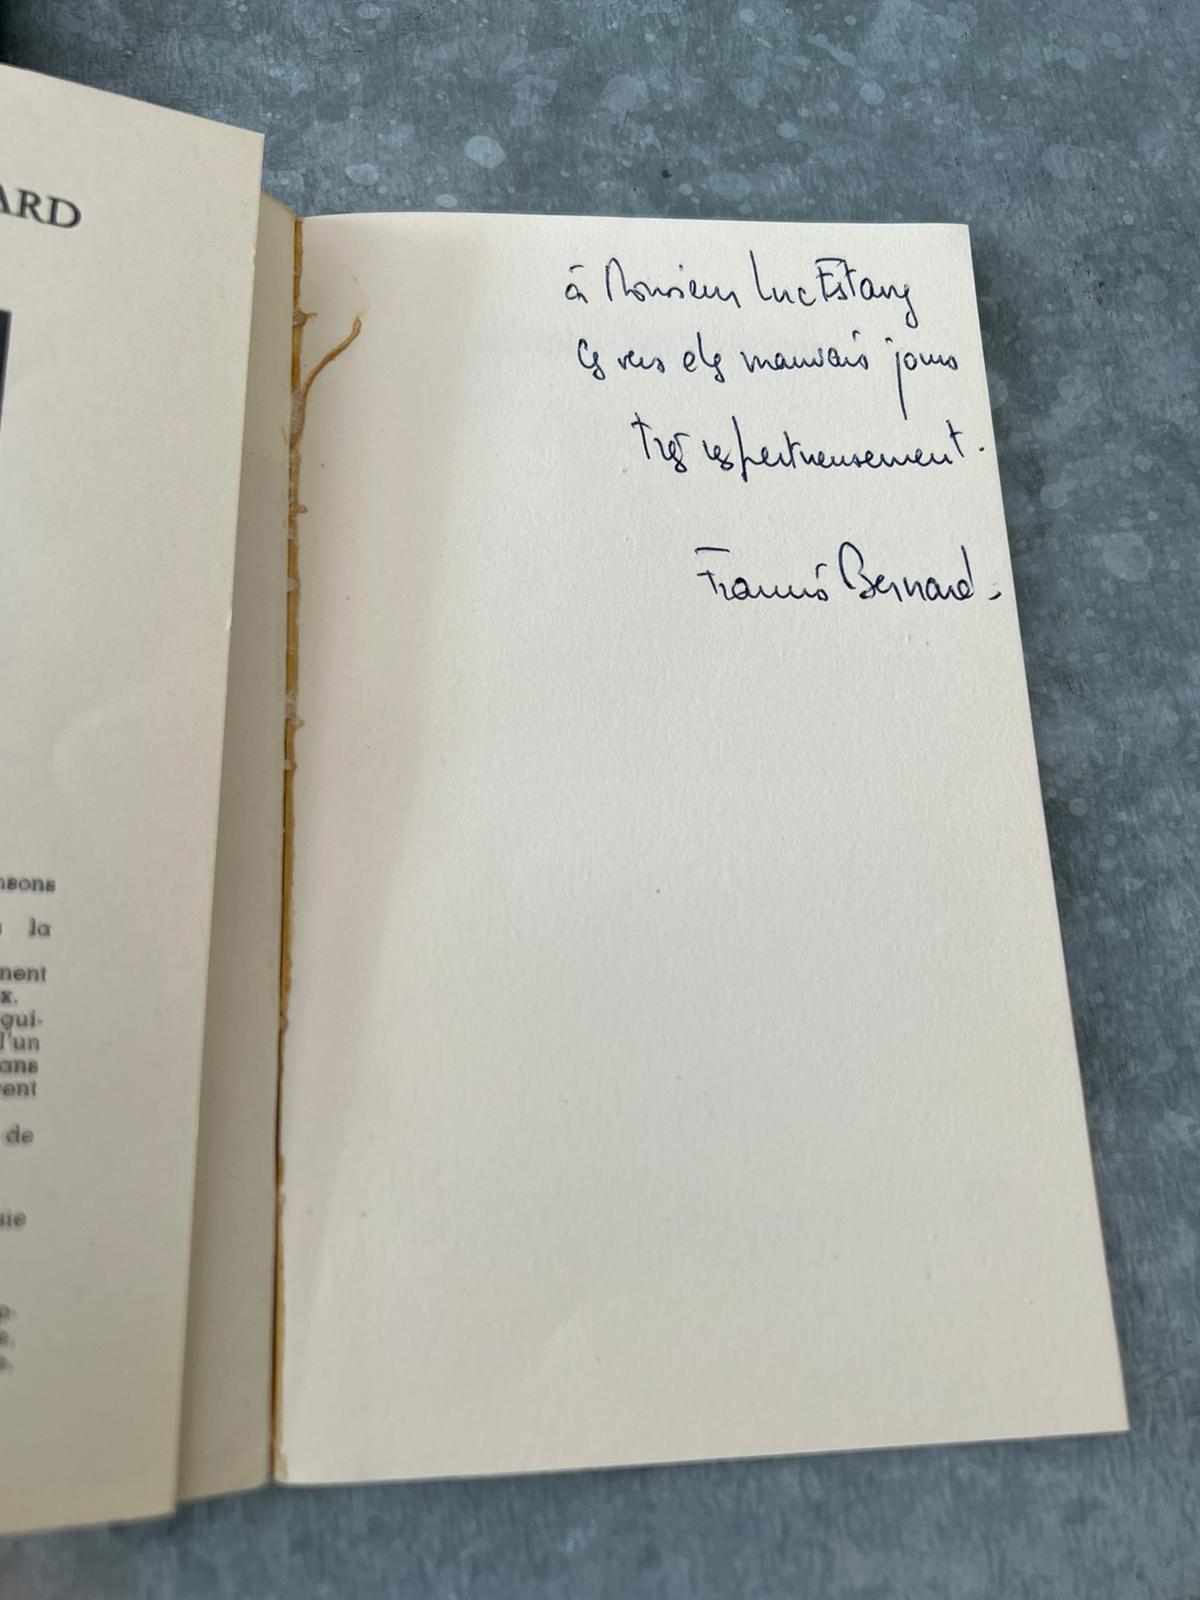 ARD
nsons
la
nent
x.
gui-
l'un
ans
vent
de
sie
à Monsieur Luc Estang
Ces vers des mauvais jours
très respectueusement.
Francis Bernard.